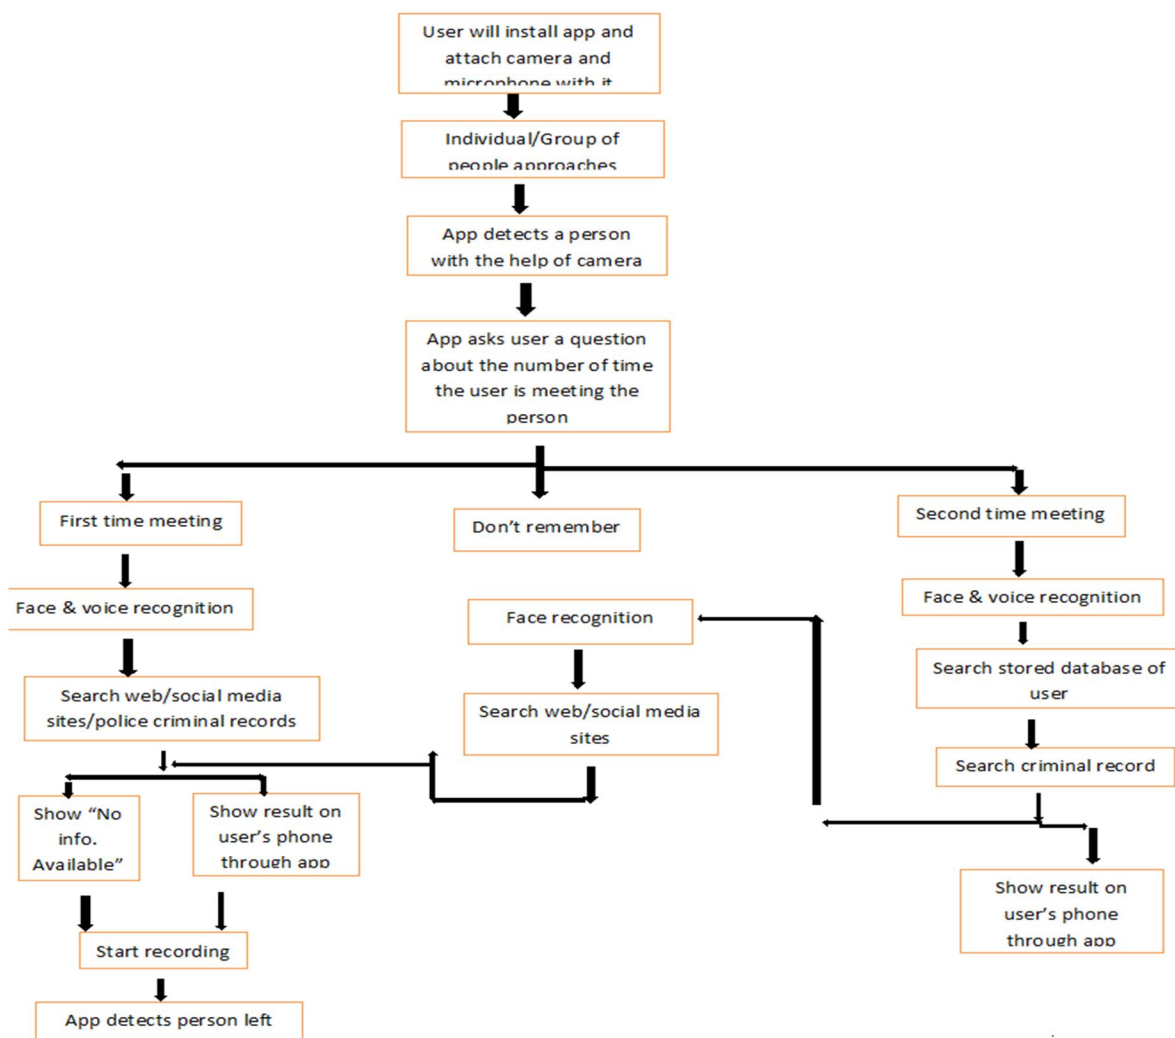 User will install app and
attach camera and
microphone with it
Individual/Group of
people approaches
App detects a person
with the help of camera
App asks user a question
about the number of time
the user is meeting the
person
First time meeting
Don't remember
Second time meeting
Face & voice recognition
Face recognition
Face & voice recognition
Search web/social media
sites/police criminal records
Search web/social media
sites
Search stored database of
user
Search criminal record
Show “No
info.
Available”
Show result on
user's phone
through app
Show result on
user's phone
through app
Start recording
App detects person left